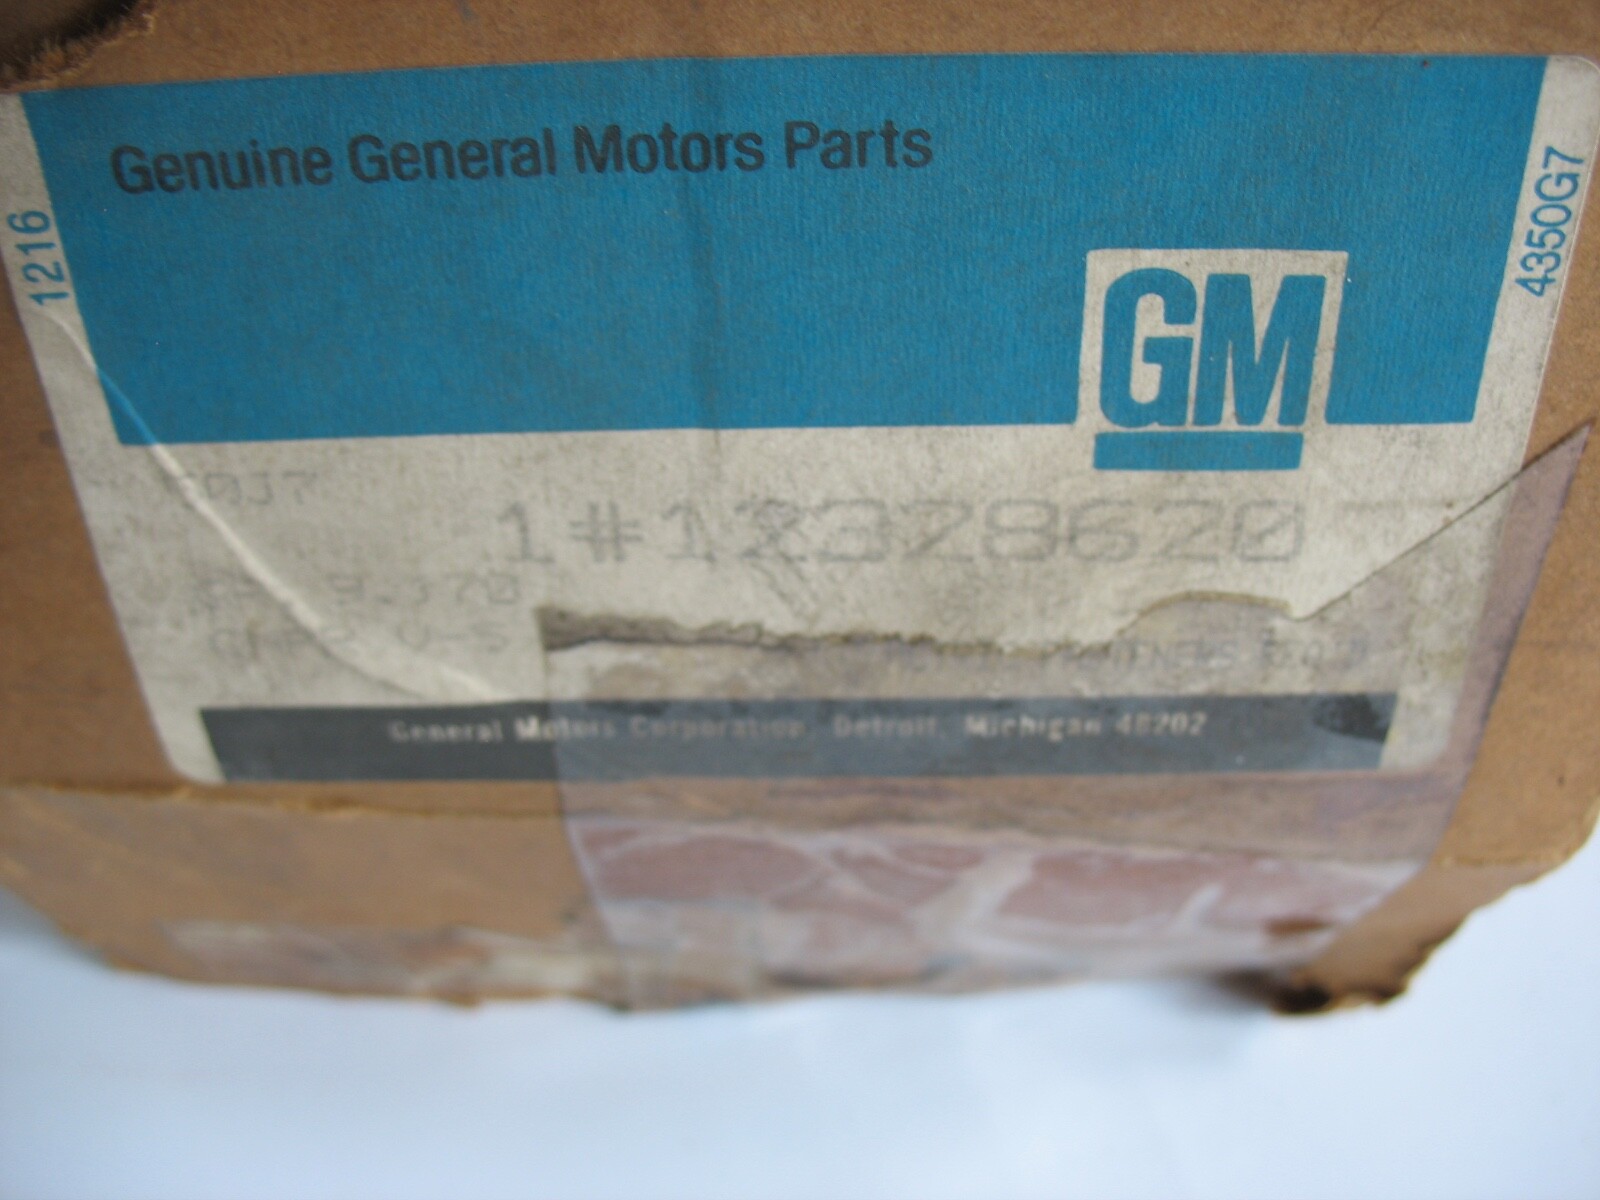 Genuine General Motors Parts
1216
4350G7
GM
1#12328620
General Motors Corporation, Detroit, Michigan 48202